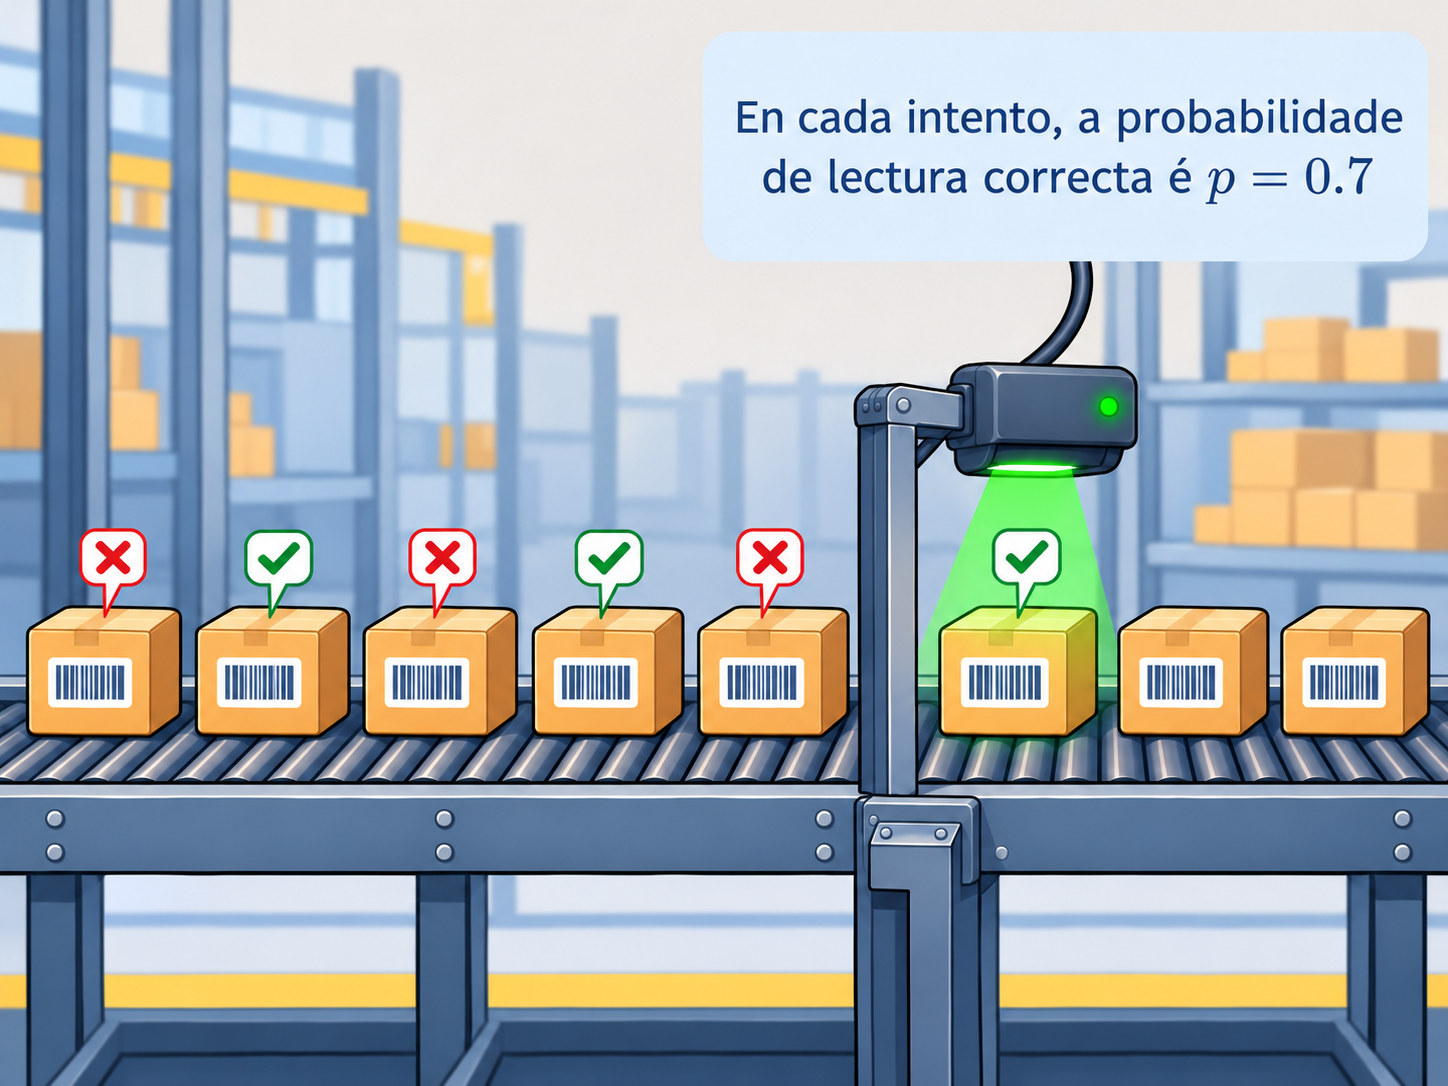 En cada intento, a probabilidade
de lectura correcta é p = 0.7